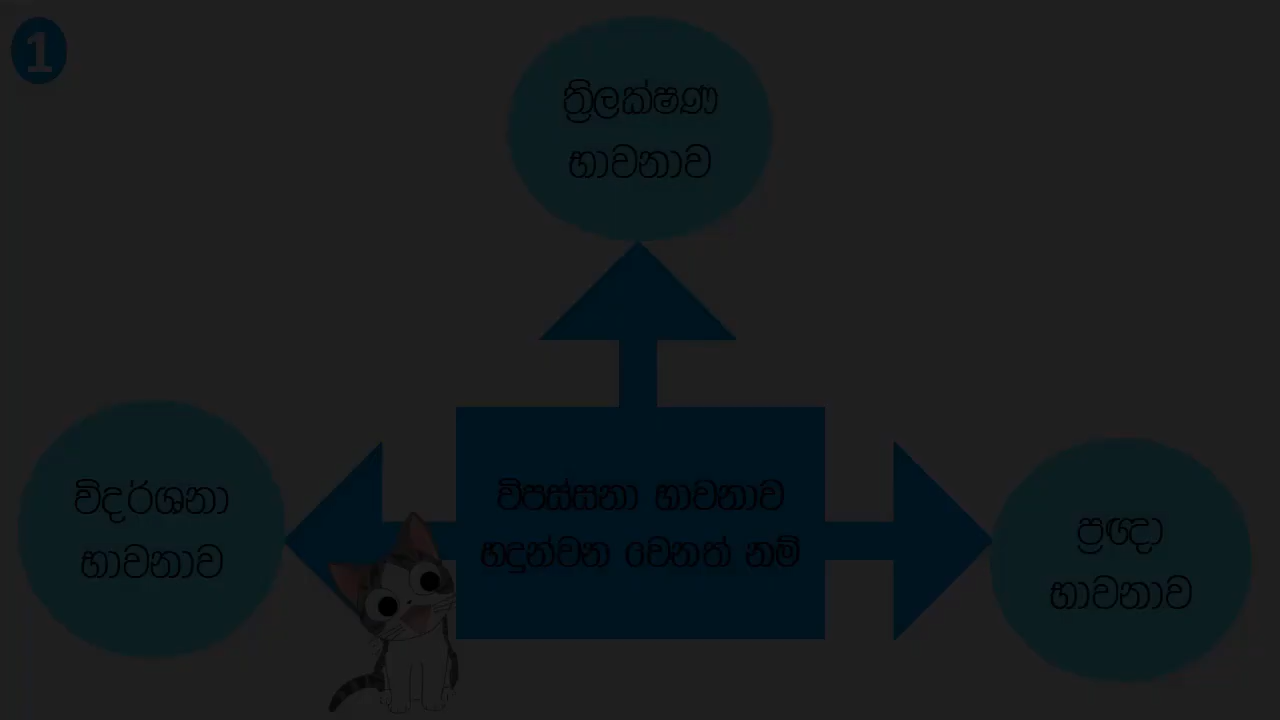 1
ත්‍රිලක්ෂණ
භාවනාව
විපස්සනා භාවනාව
හඳුන්වන වෙනත් නම්
විදර්ශනා
භාවනාව
ප්‍රඥා
භාවනාව